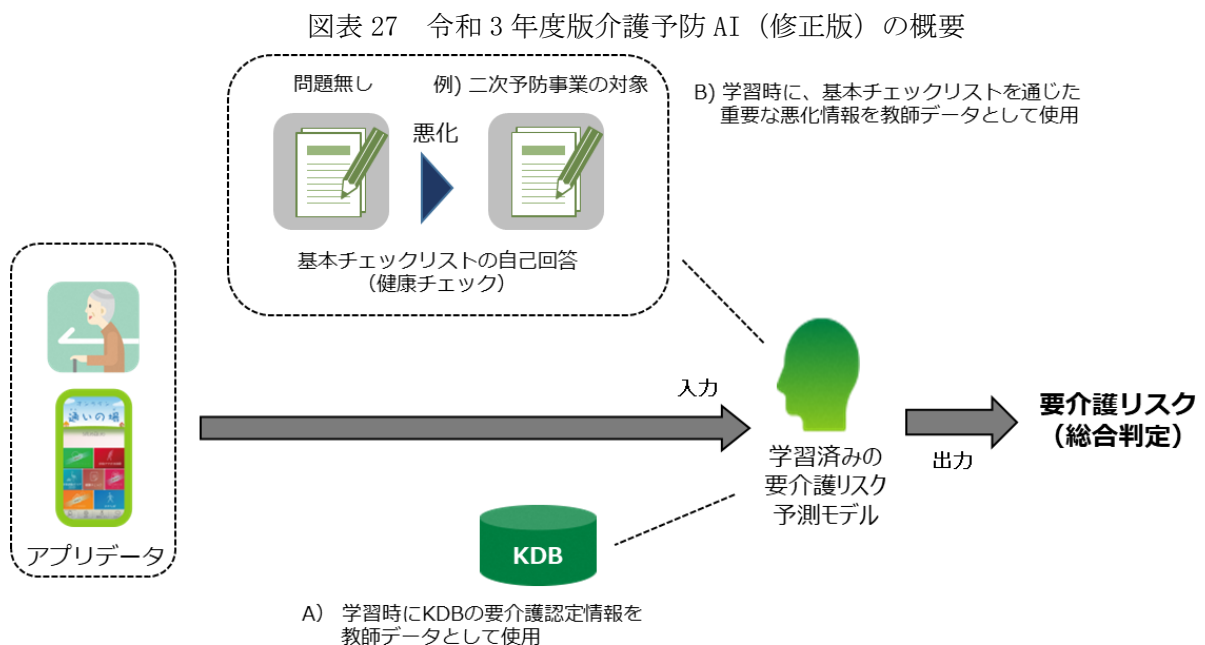 図表 27　令和 3 年度版介護予防 AI（修正版）の概要
問題無し
例) 二次予防事業の対象
悪化
基本チェックリストの自己回答
（健康チェック）
B) 学習時に、基本チェックリストを通じた
重要な悪化情報を教師データとして使用
通いの場
アプリデータ
入力
学習済みの
要介護リスク
予測モデル
出力
要介護リスク
（総合判定）
KDB
A)　学習時にKDBの要介護認定情報を
教師データとして使用